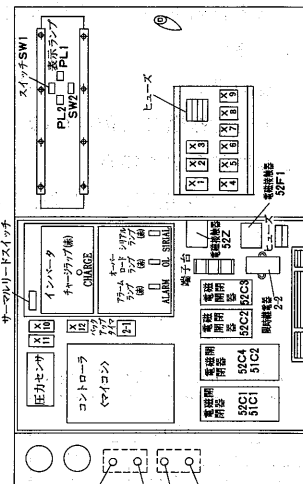 スイッチSW1
表示ランプ
PL1
PL2
SW2
ヒューズ
X 1
X 2
X 3
X 4
X 5
X 6
X 7
X 8
X 9
サーマルリードスイッチ
インバータ
チャージランプ(赤)
CHARGE
アラーム
ランプ
(赤)
ALARM
オーバー
ロード
ランプ
(赤)
OL
シリアル
ランプ
(赤)
SIRIAL
X 11
X 10
X 12
バック
アップ
タイマ
2-1
圧力センサ
コントローラ
〈マイコン〉
端子台
電磁接触器
52Z
電磁接触器
52F1
ヒューズ
電磁開
閉器
52C3
電磁開
閉器
52C2
電磁開
閉器
52C4
51C2
電磁開
閉器
52C1
51C1
2-2